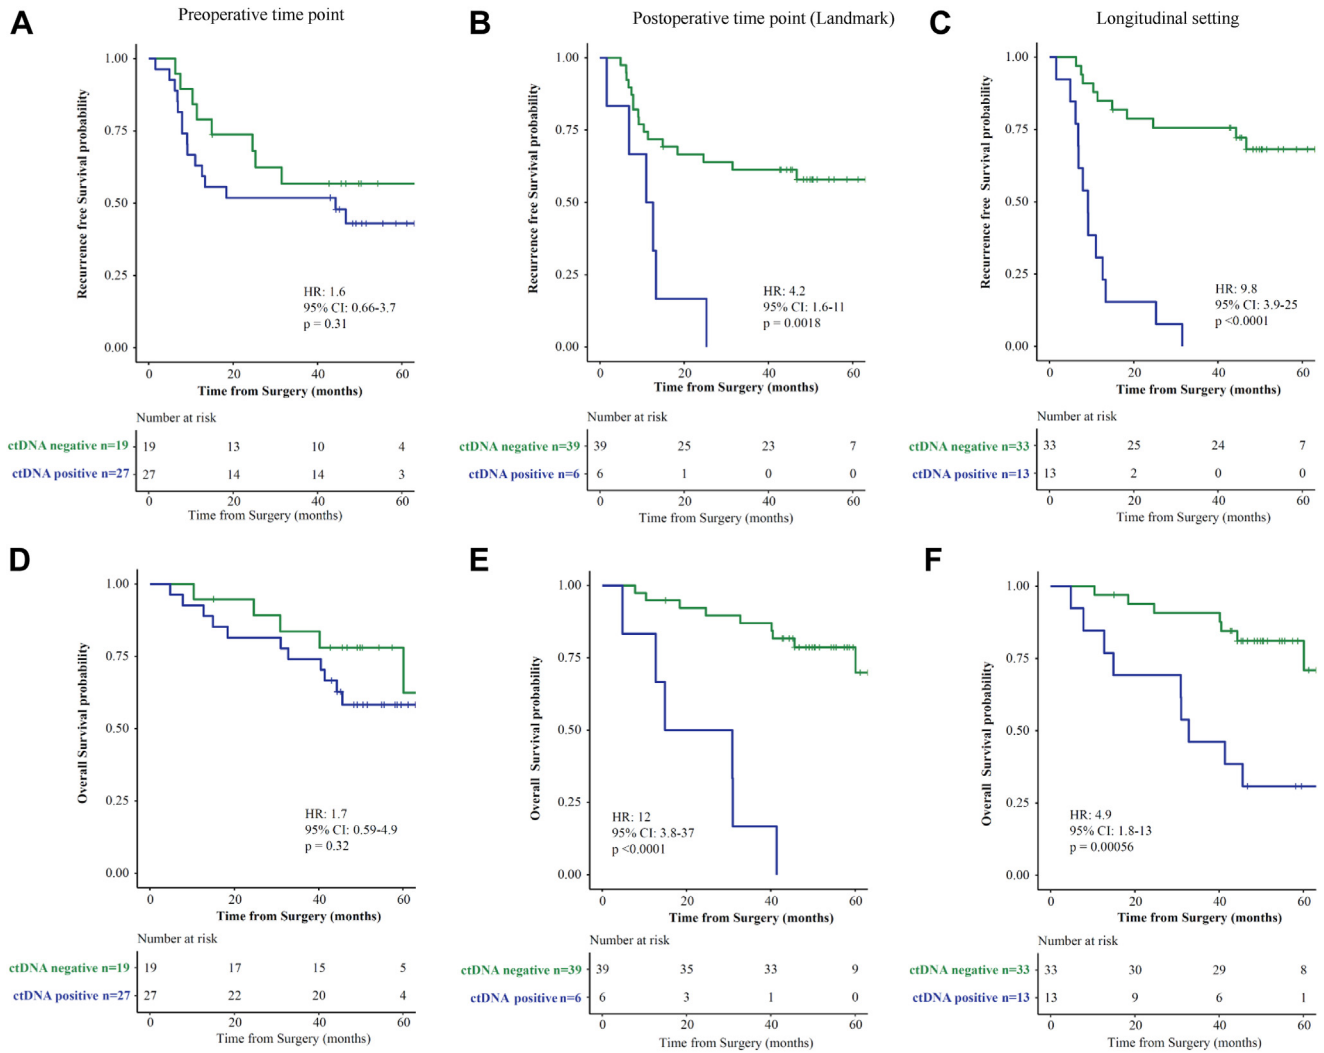 A
Preoperative time point
Recurrence free Survival probability
1.00
0.75
0.50
0.25
0.00
HR: 1.6
95% CI: 0.66-3.7
p = 0.31
0 20 40 60
Time from Surgery (months)
Number at risk
ctDNA negative n=19 19 13 10 4
ctDNA positive n=27 27 14 14 3
0 20 40 60
Time from Surgery (months)
B
Postoperative time point (Landmark)
Recurrence free Survival probability
1.00
0.75
0.50
0.25
0.00
HR: 4.2
95% CI: 1.6-11
p = 0.0018
0 20 40 60
Time from Surgery (months)
Number at risk
ctDNA negative n=39 39 25 23 7
ctDNA positive n=6 6 1 0 0
0 20 40 60
Time from Surgery (months)
C
Longitudinal setting
Recurrence free Survival probability
1.00
0.75
0.50
0.25
0.00
HR: 9.8
95% CI: 3.9-25
p <0.0001
0 20 40 60
Time from Surgery (months)
Number at risk
ctDNA negative n=33 33 25 24 7
ctDNA positive n=13 13 2 0 0
0 20 40 60
Time from Surgery (months)
D
Overall Survival probability
1.00
0.75
0.50
0.25
0.00
HR: 1.7
95% CI: 0.59-4.9
p = 0.32
0 20 40 60
Time from Surgery (months)
Number at risk
ctDNA negative n=19 19 17 15 5
ctDNA positive n=27 27 22 20 4
0 20 40 60
Time from Surgery (months)
E
Overall Survival probability
1.00
0.75
0.50
0.25
0.00
HR: 12
95% CI: 3.8-37
p <0.0001
0 20 40 60
Time from Surgery (months)
Number at risk
ctDNA negative n=39 39 35 33 9
ctDNA positive n=6 6 3 1 0
0 20 40 60
Time from Surgery (months)
F
Overall Survival probability
1.00
0.75
0.50
0.25
0.00
HR: 4.9
95% CI: 1.8-13
p = 0.00056
0 20 40 60
Time from Surgery (months)
Number at risk
ctDNA negative n=33 33 30 29 8
ctDNA positive n=13 13 9 6 1
0 20 40 60
Time from Surgery (months)